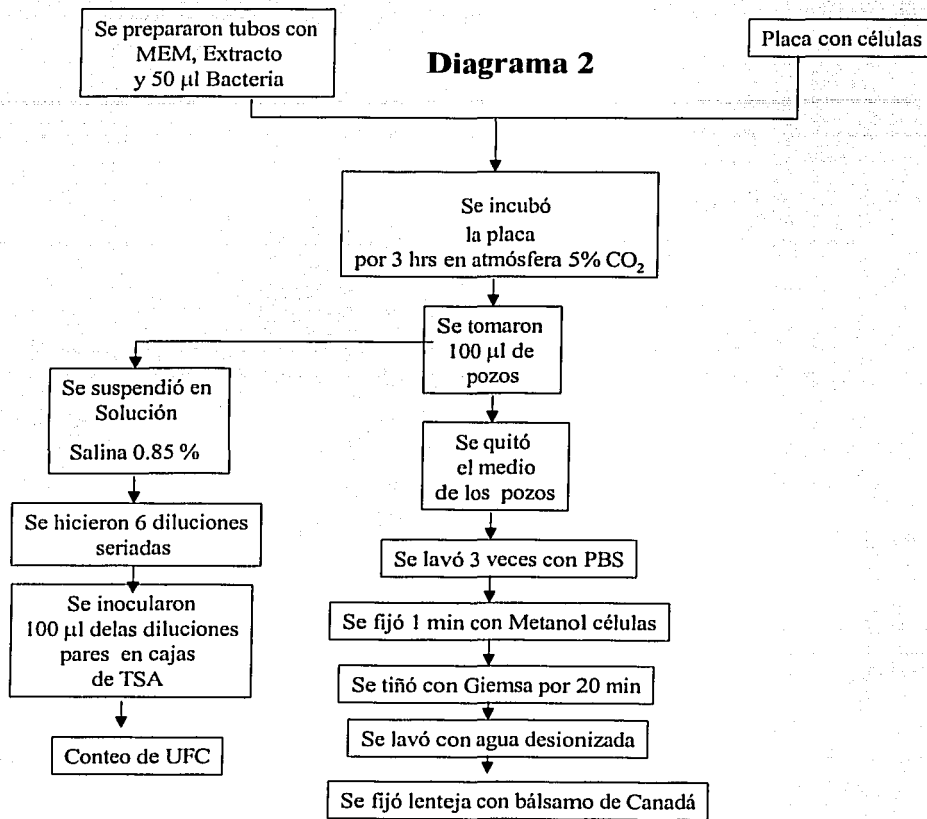 Se prepararon tubos con
MEM, Extracto
y 50 µl Bacteria
Diagrama 2
Placa con células
Se incubó
la placa
por 3 hrs en atmósfera 5% CO₂
Se tomaron
100 µl de
pozos
Se suspendió en
Solución
Salina 0.85 %
Se quitó
el medio
de los pozos
Se hicieron 6 diluciones
seriadas
Se lavó 3 veces con PBS
Se inocularon
100 µl delas diluciones
pares en cajas
de TSA
Se fijó 1 min con Metanol células
Se tiñó con Giemsa por 20 min
Se lavó con agua desionizada
Conteo de UFC
Se fijó lenteja con bálsamo de Canadá